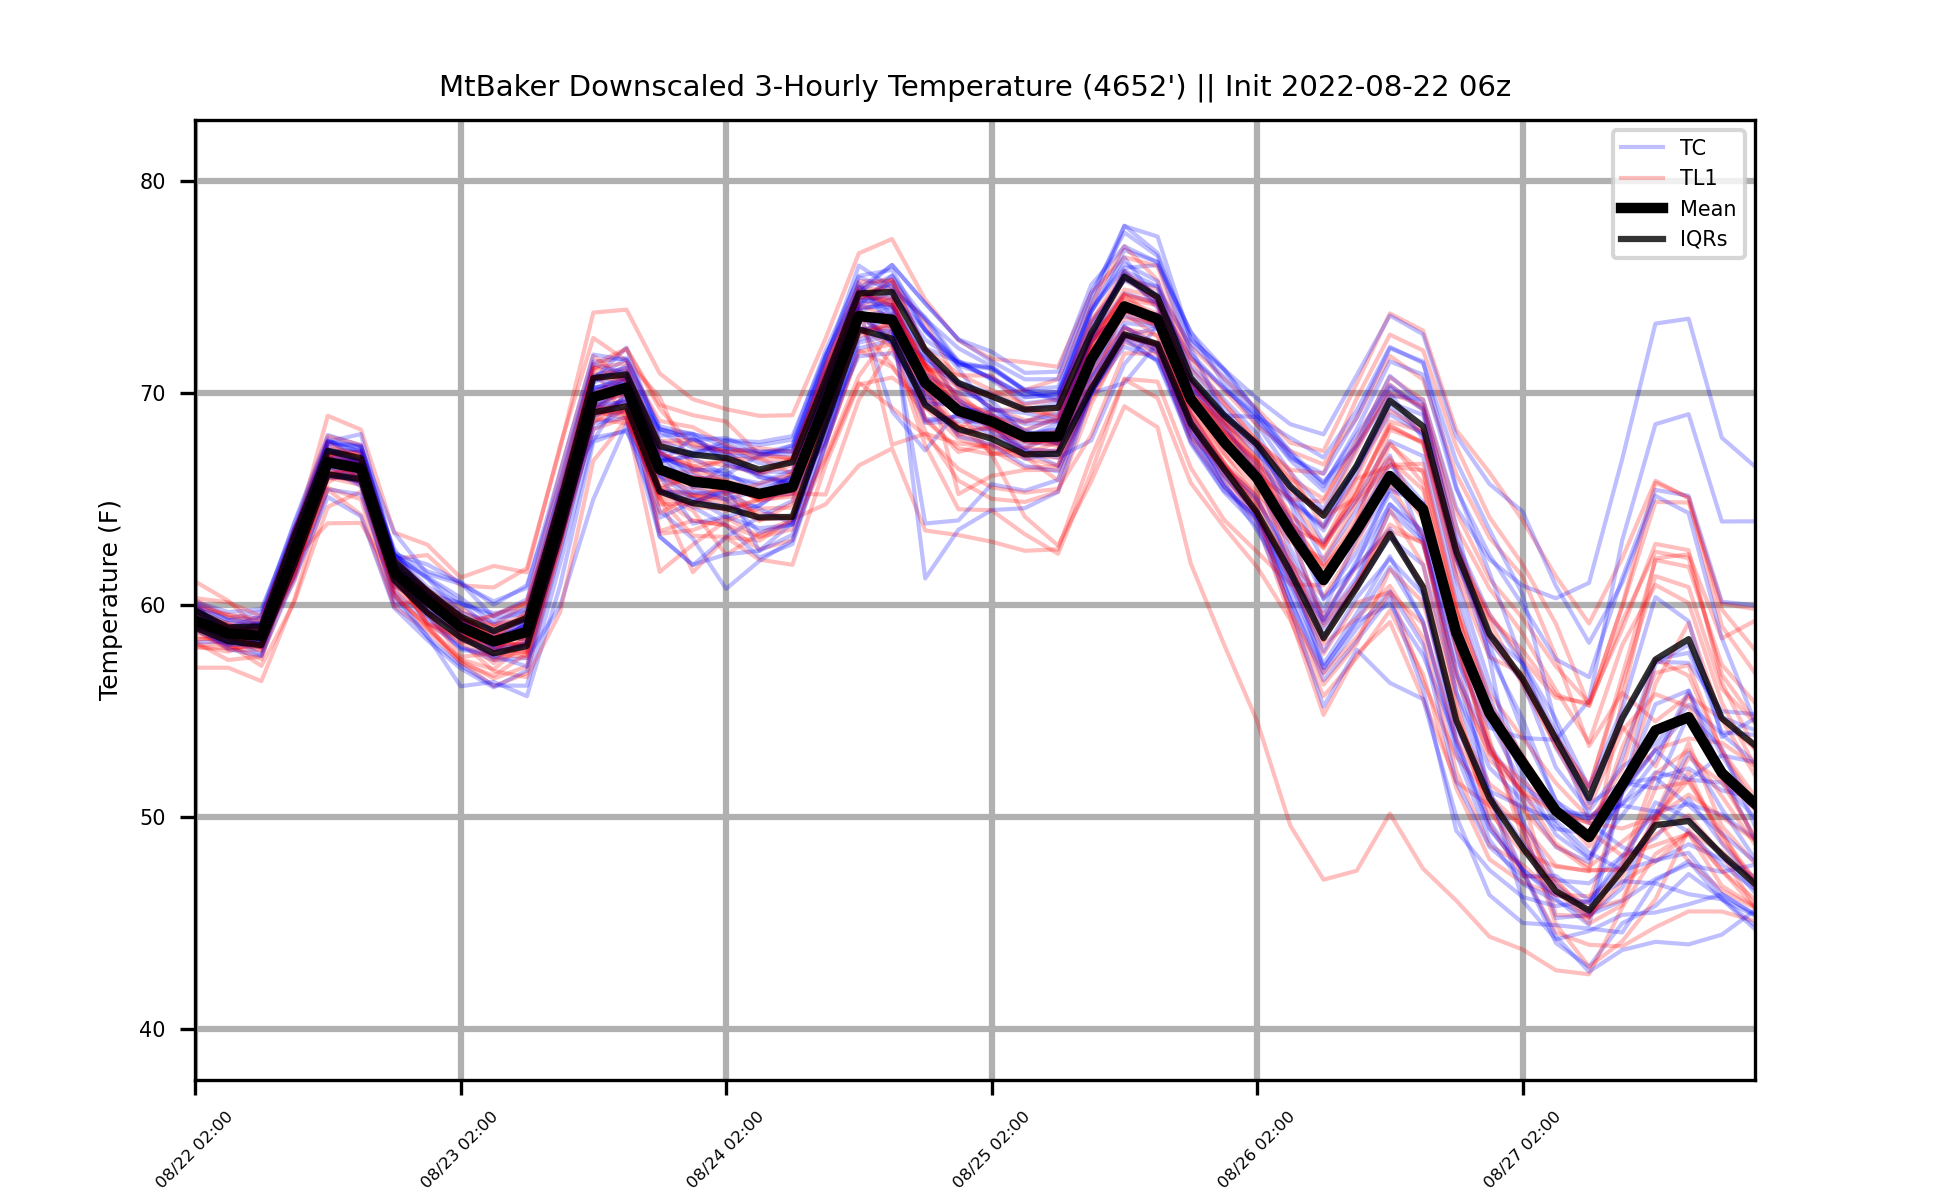 MtBaker Downscaled 3-Hourly Temperature (4652') || Init 2022-08-22 06z
TC
TL1
Mean
IQRs
Temperature (F)
80
70
60
50
40
08/22 02:00
08/23 02:00
08/24 02:00
08/25 02:00
08/26 02:00
08/27 02:00